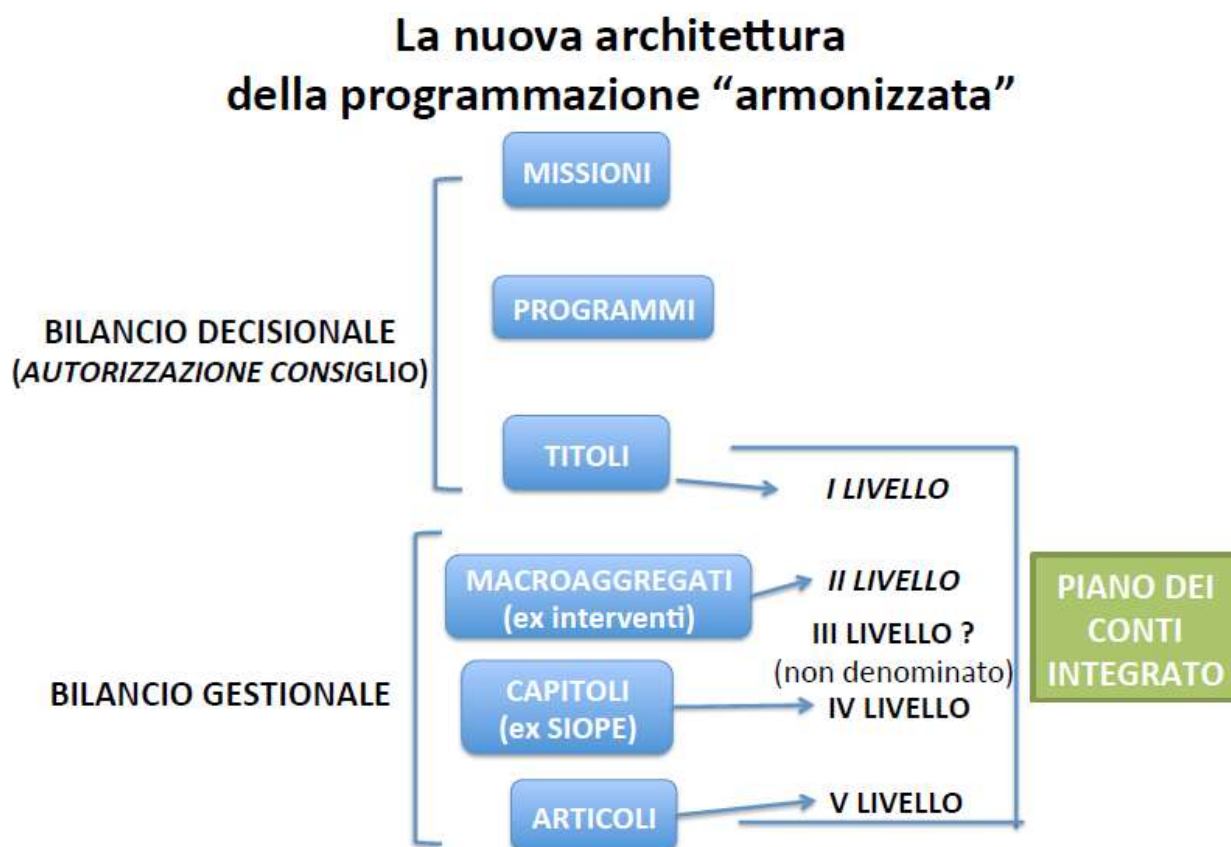 La nuova architettura
della programmazione “armonizzata”
MISSIONI
PROGRAMMI
BILANCIO DECISIONALE
(AUTORIZZAZIONE CONSIGLIO)
TITOLI
I LIVELLO
MACROAGGREGATI
(ex interventi)
II LIVELLO
III LIVELLO ?
(non denominato)
PIANO DEI
CONTI
INTEGRATO
BILANCIO GESTIONALE
CAPITOLI
(ex SIOPE)
IV LIVELLO
ARTICOLI
V LIVELLO